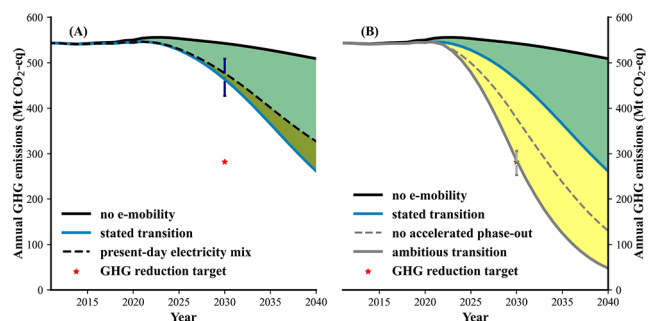 (A)
Annual GHG emissions (Mt CO₂-eq)
600
500
400
300
200
100
0
no e-mobility
stated transition
present-day electricity mix
GHG reduction target
2015 2020 2025 2030 2035 2040
Year
(B)
Annual GHG emissions (Mt CO₂-eq)
600
500
400
300
200
100
0
no e-mobility
stated transition
no accelerated phase-out
ambitious transition
GHG reduction target
2015 2020 2025 2030 2035 2040
Year